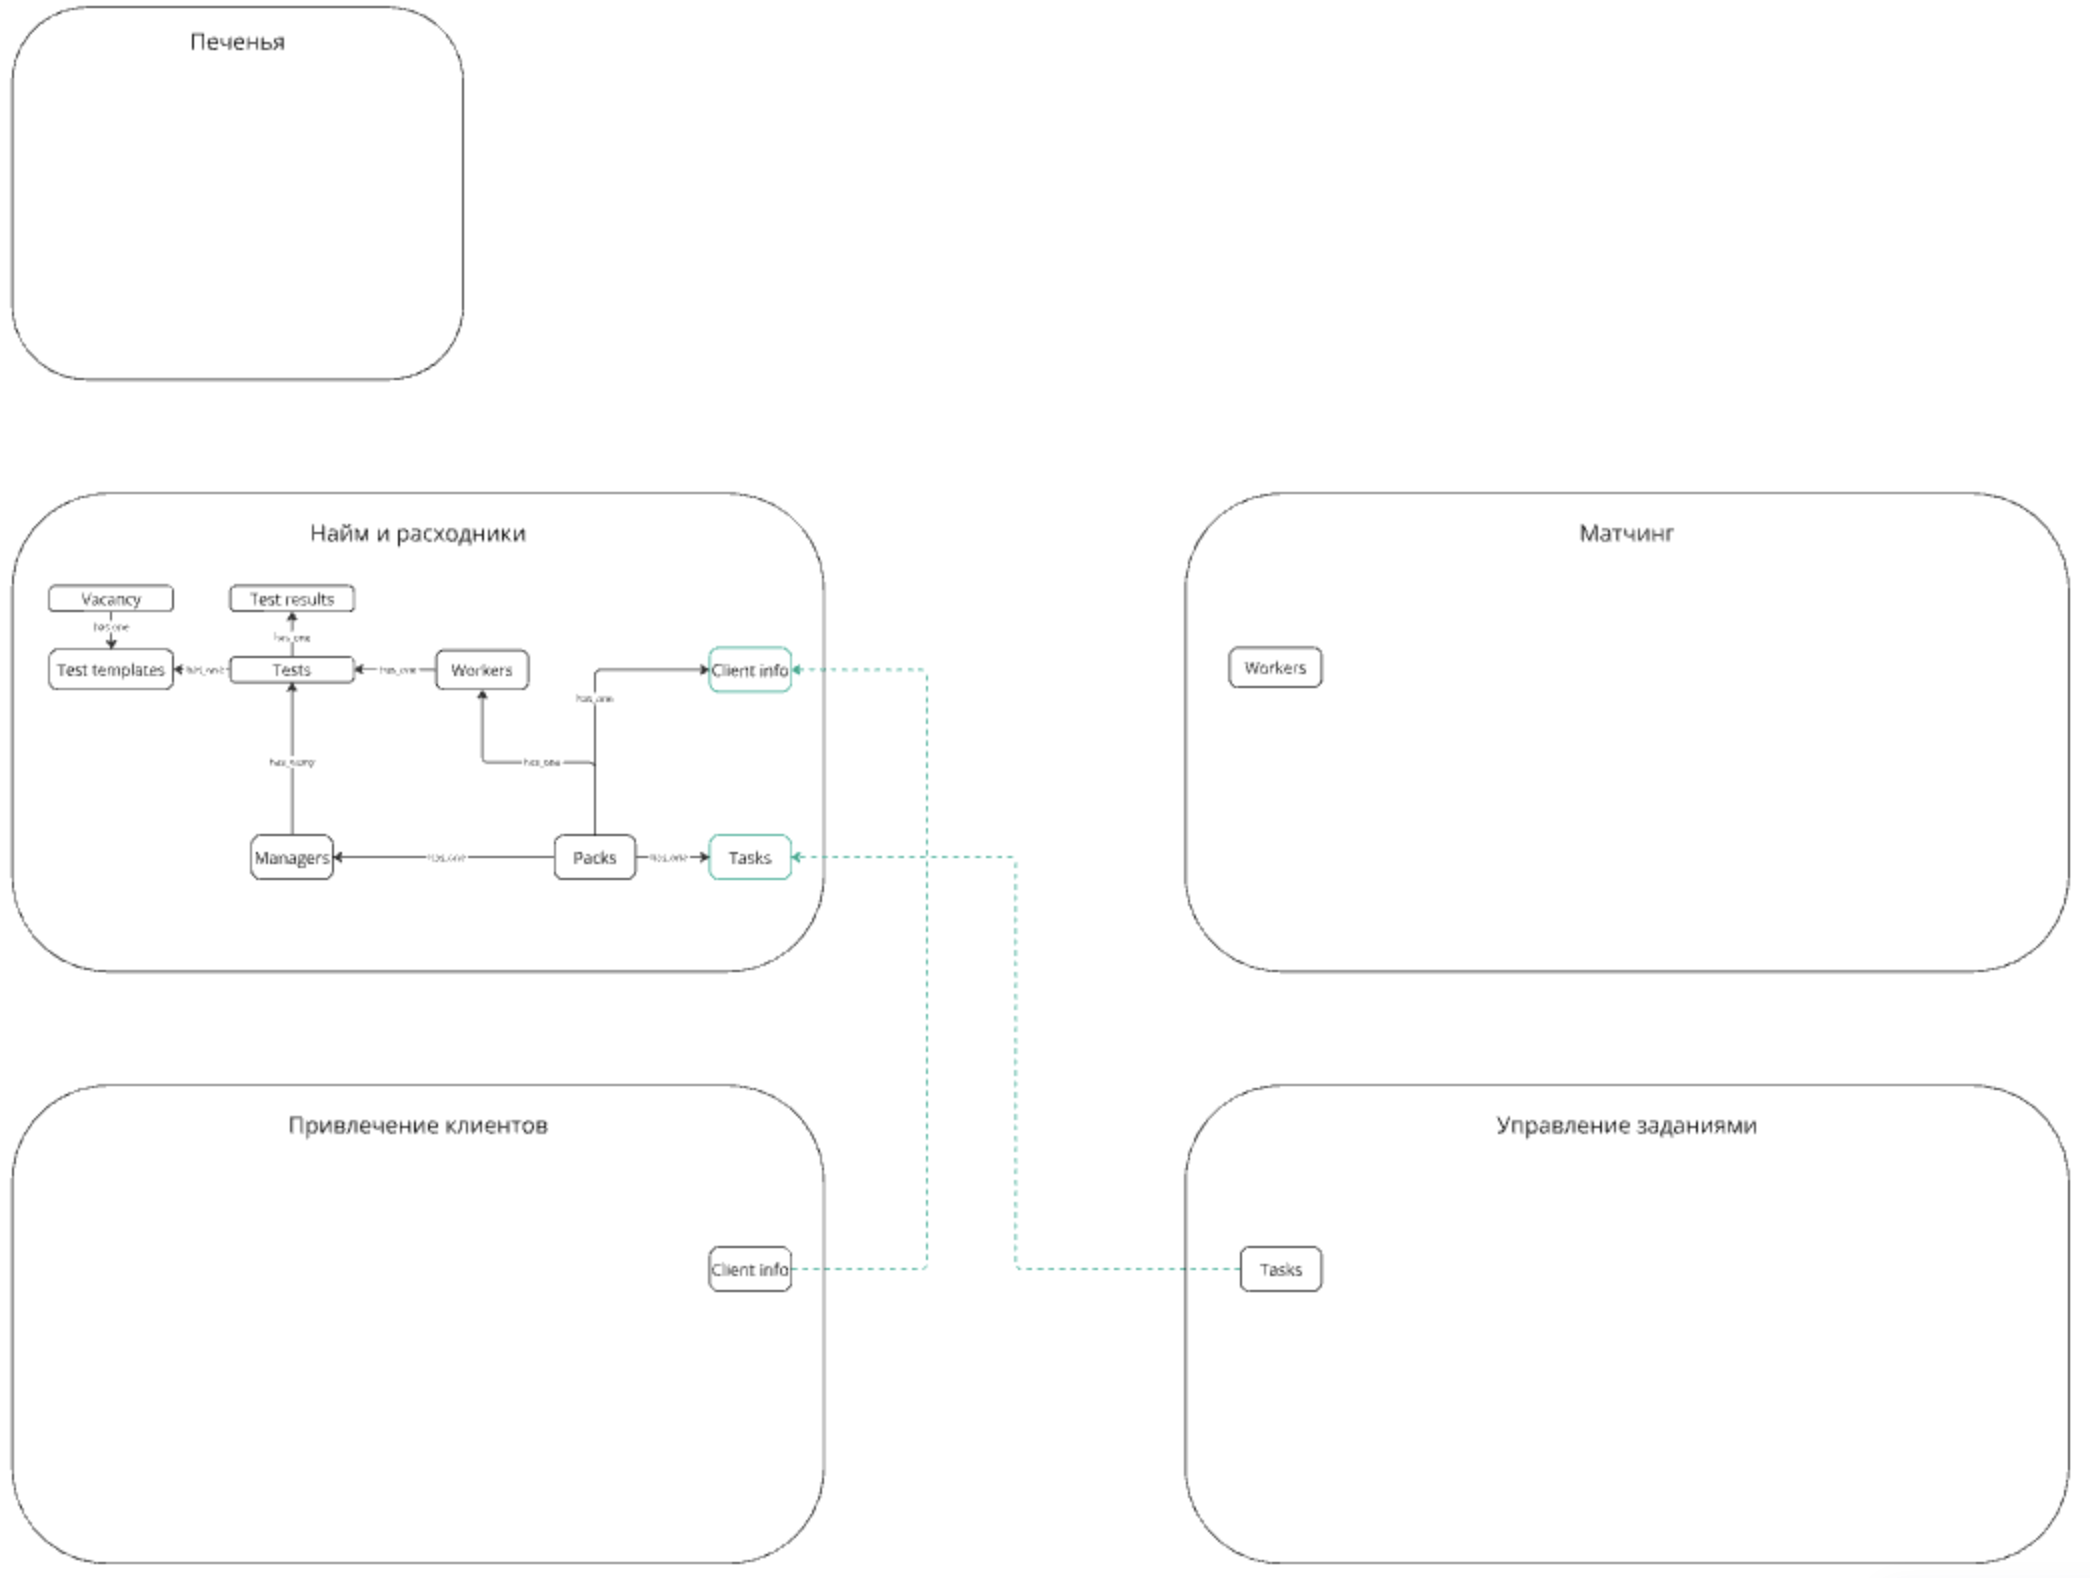 Печенья
Найм и расходники
Vacancy
Test results
has_one
has_one
Test templates
has_one
Tests
has_one
Workers
Client info
has_one
has_many
has_one
Managers
has_one
Packs
has_one
Tasks
Матчинг
Workers
Привлечение клиентов
Client info
Управление заданиями
Tasks